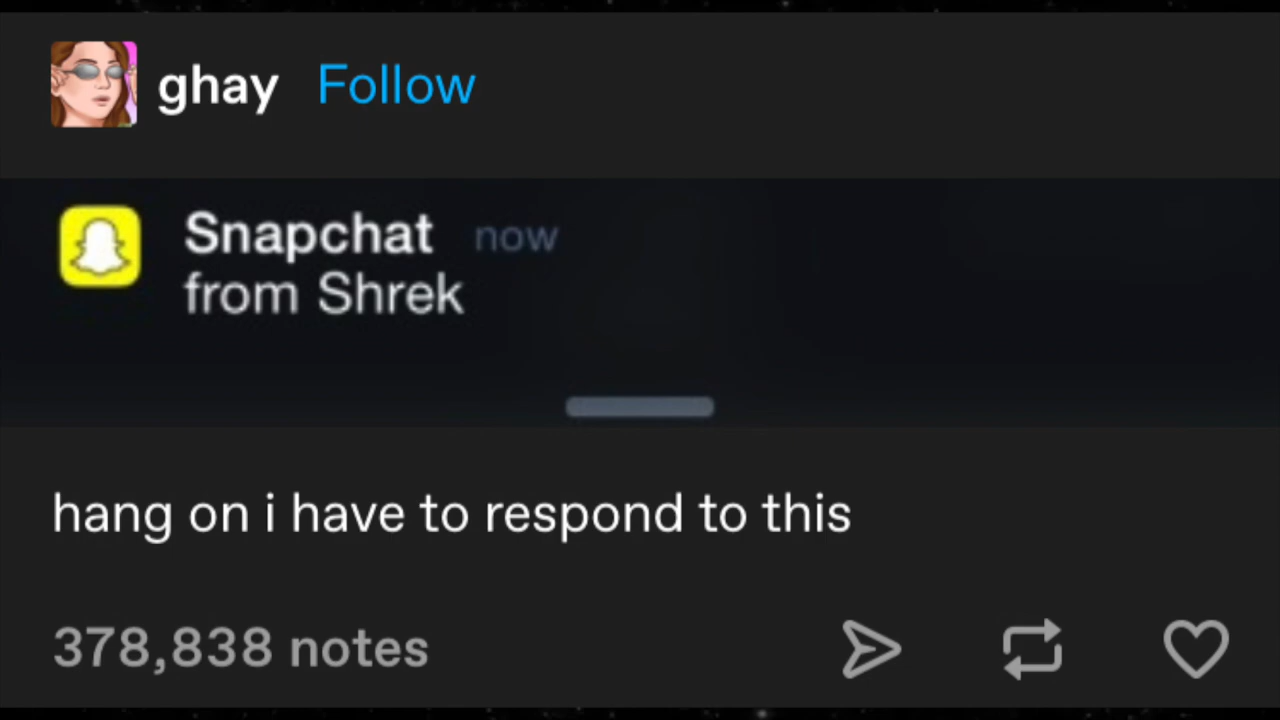 ghay Follow
Snapchat now
from Shrek
hang on i have to respond to this
378,838 notes